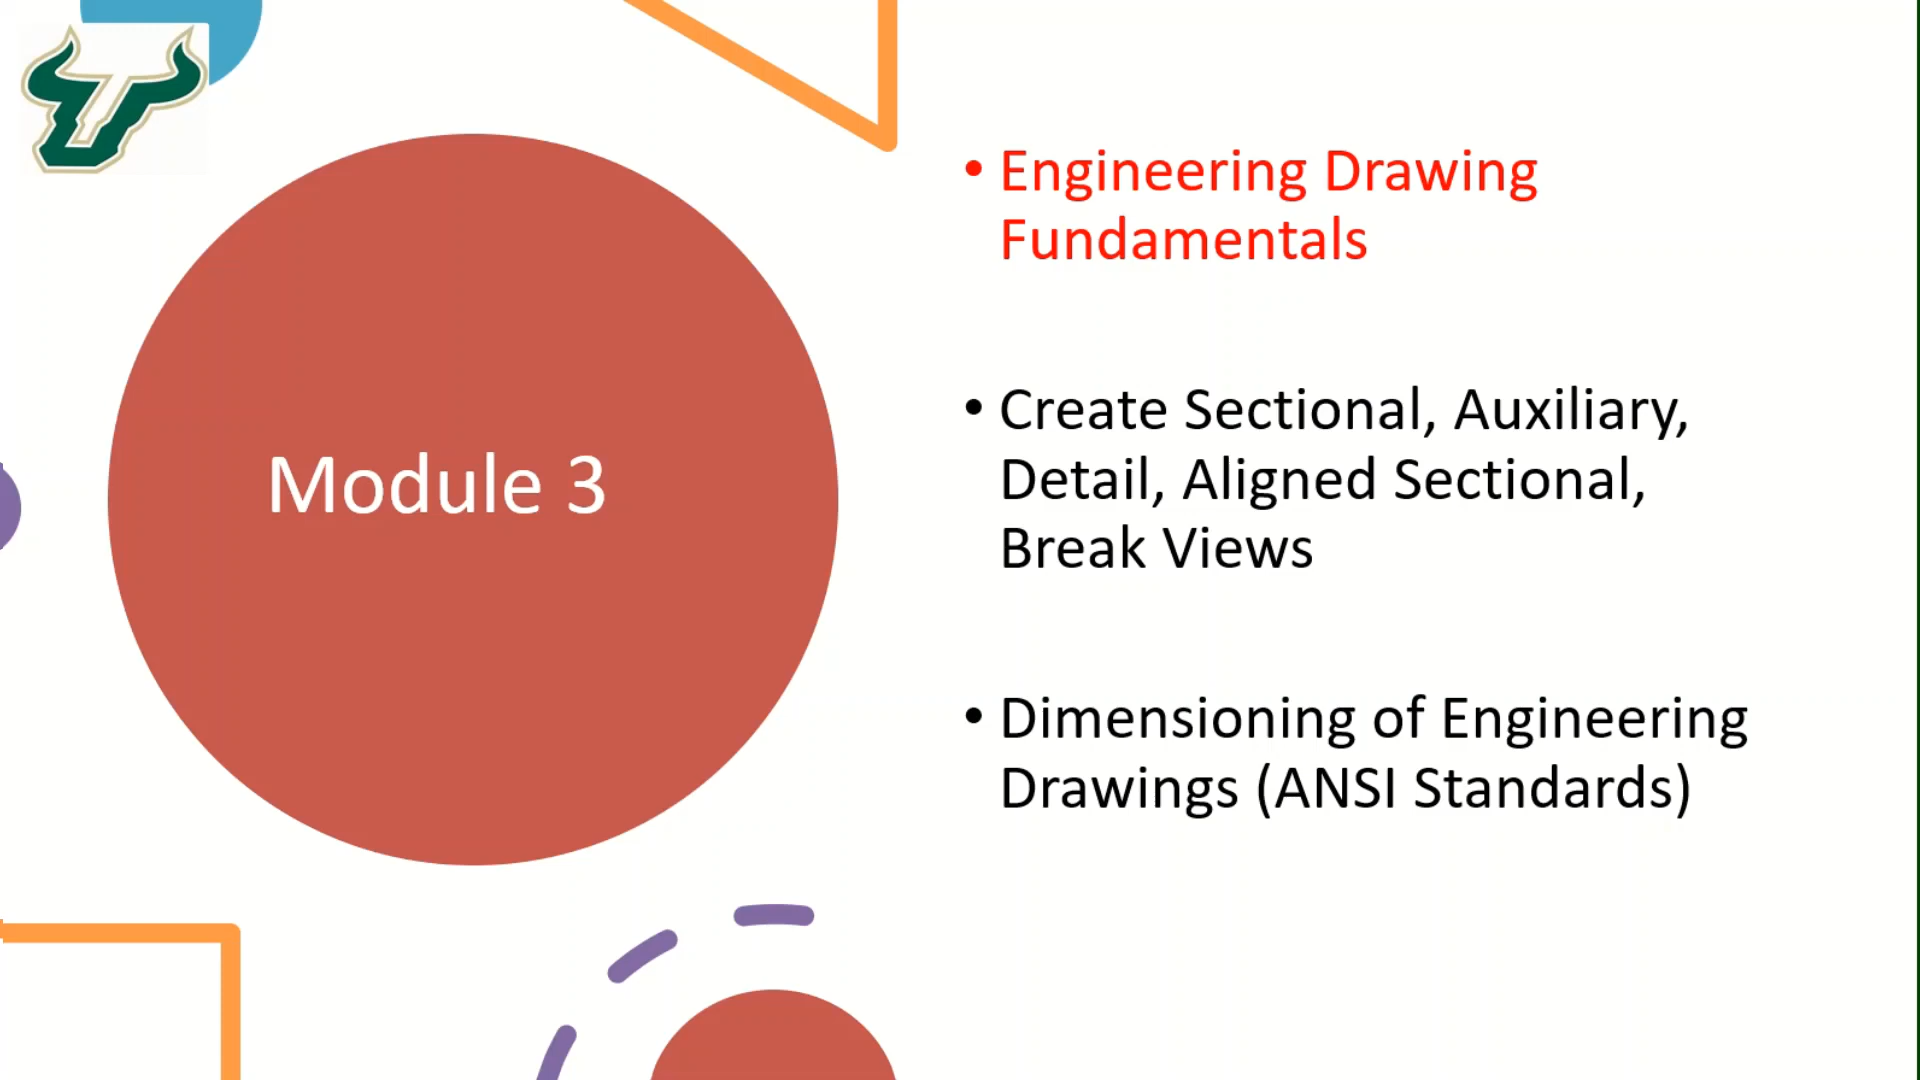 Module 3
• Engineering Drawing
Fundamentals
• Create Sectional, Auxiliary,
Detail, Aligned Sectional,
Break Views
• Dimensioning of Engineering
Drawings (ANSI Standards)